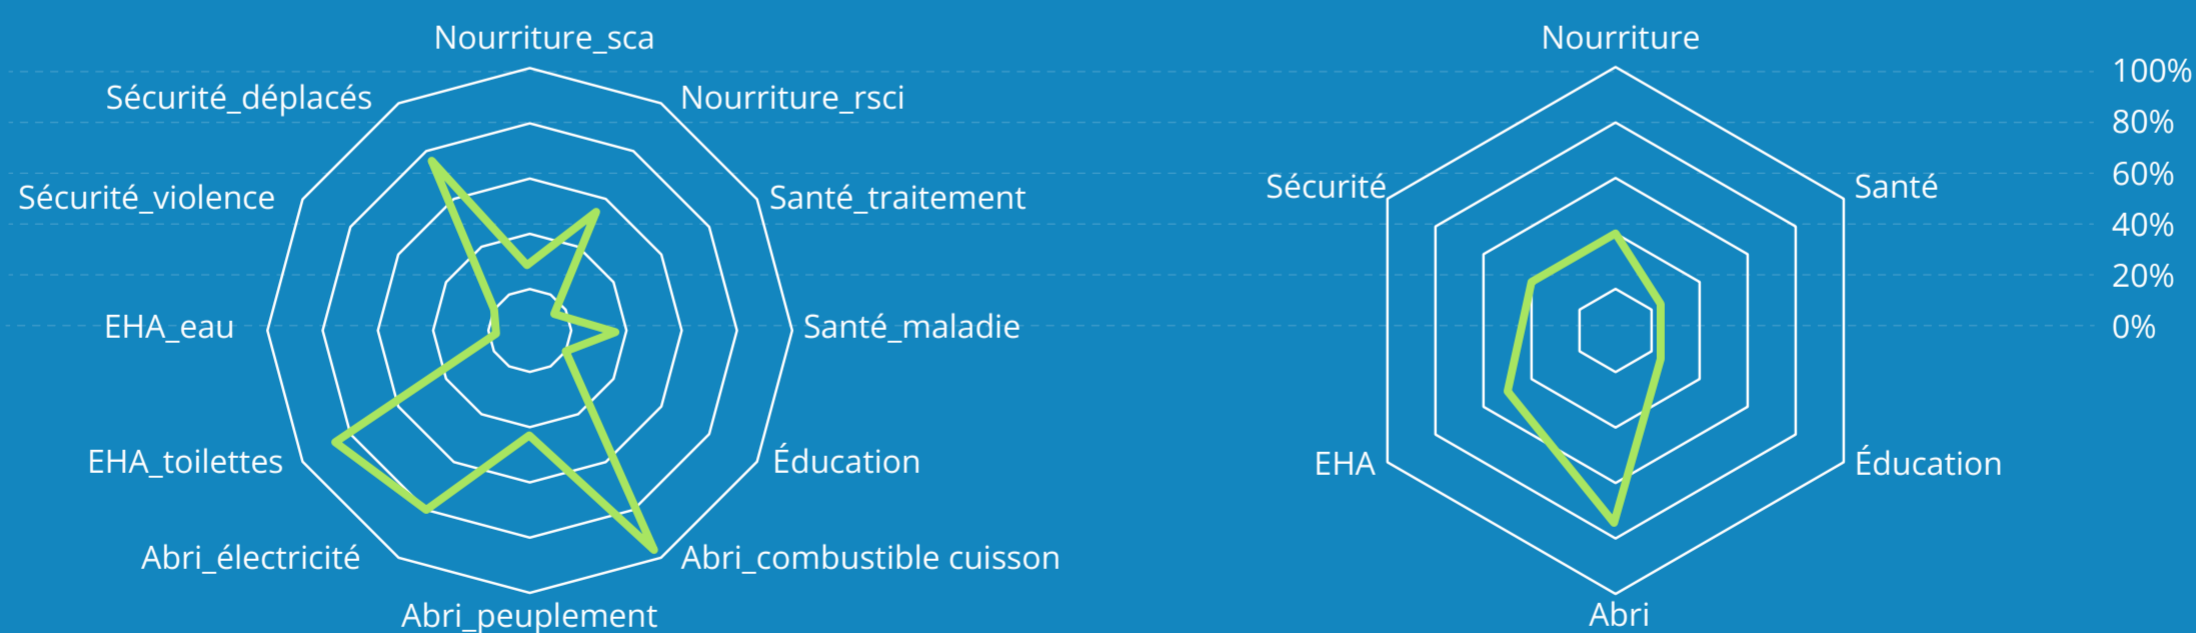 Nourriture_sca
Nourriture_rsci
Santé_traitement
Santé_maladie
Éducation
Abri_combustible cuisson
Abri_peuplement
Abri_électricité
EHA_toilettes
EHA_eau
Sécurité_violence
Sécurité_déplacés
Nourriture
Santé
Éducation
Abri
EHA
Sécurité
100%
80%
60%
40%
20%
0%